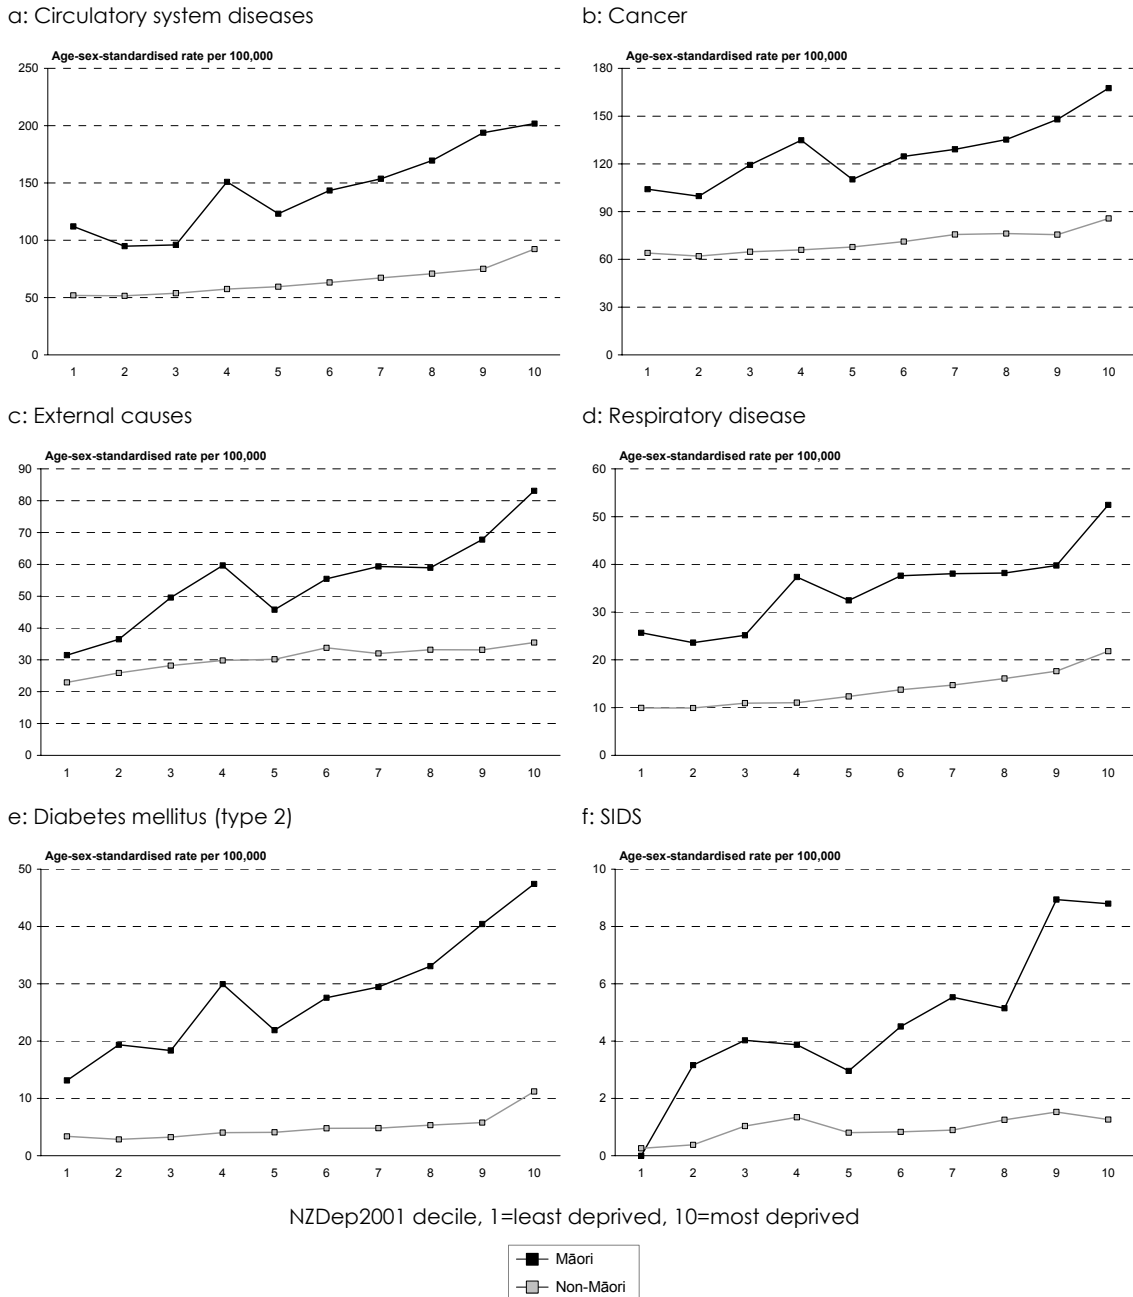 a: Circulatory system diseases
Age-sex-standardised rate per 100,000
250
200
150
100
50
0
1 2 3 4 5 6 7 8 9 10
b: Cancer
Age-sex-standardised rate per 100,000
180
150
120
90
60
30
0
1 2 3 4 5 6 7 8 9 10
c: External causes
Age-sex-standardised rate per 100,000
90
80
70
60
50
40
30
20
10
0
1 2 3 4 5 6 7 8 9 10
d: Respiratory disease
Age-sex-standardised rate per 100,000
60
50
40
30
20
10
0
1 2 3 4 5 6 7 8 9 10
e: Diabetes mellitus (type 2)
Age-sex-standardised rate per 100,000
50
40
30
20
10
0
1 2 3 4 5 6 7 8 9 10
f: SIDS
Age-sex-standardised rate per 100,000
10
8
6
4
2
0
1 2 3 4 5 6 7 8 9 10
NZDep2001 decile, 1=least deprived, 10=most deprived
Māori
Non-Māori